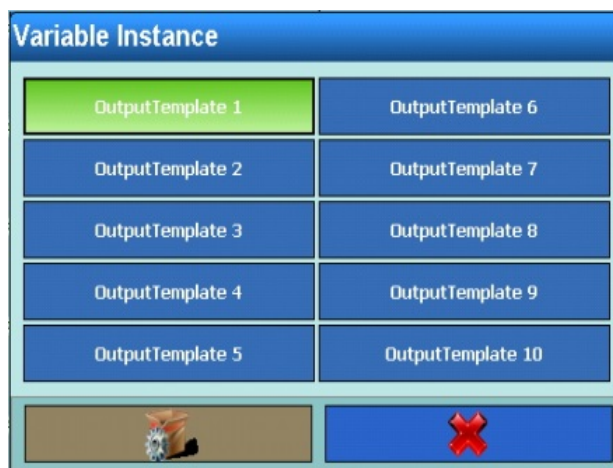 Variable Instance
OutputTemplate 1
OutputTemplate 6
OutputTemplate 2
OutputTemplate 7
OutputTemplate 3
OutputTemplate 8
OutputTemplate 4
OutputTemplate 9
OutputTemplate 5
OutputTemplate 10